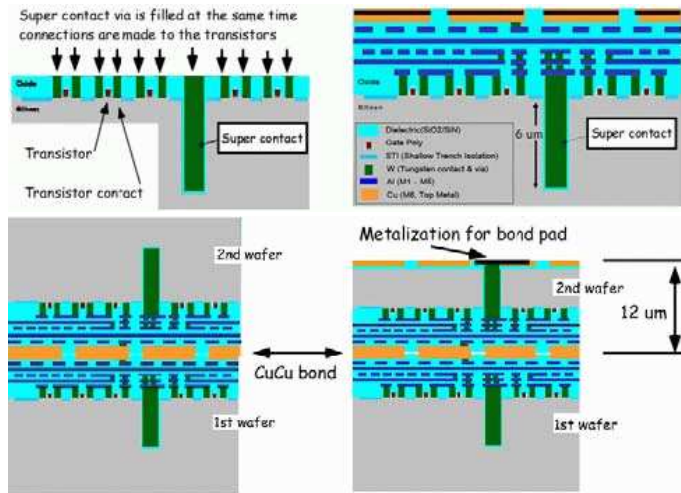 Super contact via is filled at the same time
connections are made to the transistors
Oxide
Silicon
Super contact
Transistor
Transistor contact
Oxide
Silicon
6 um
Super contact
Dielectric(SiO2/SiN)
Gate Poly
STI (Shallow Trench Isolation)
W (Tungsten contact & via)
Al (M1 – M5)
Cu (M6, Top Metal)
2nd wafer
CuCu bond
1st wafer
Metalization for bond pad
2nd wafer
12 um
1st wafer